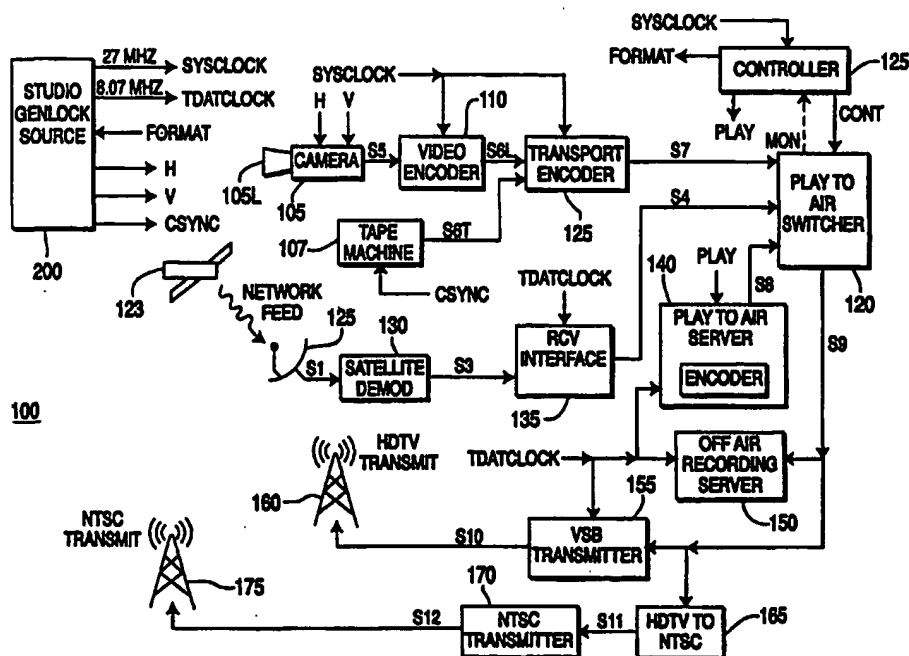 STUDIO
GENLOCK
SOURCE
200
27 MHZ
SYSCLOCK
8.07 MHZ
TDATCLOCK
FORMAT
H
V
CSYNC
SYSCLOCK
H
V
105L
CAMERA
105
S5
110
VIDEO
ENCODER
S6L
TRANSPORT
ENCODER
125
S7
SYSCLOCK
FORMAT
CONTROLLER
125
PLAY
MON
CONT
PLAY TO
AIR
SWITCHER
120
107
TAPE
MACHINE
S6T
CSYNC
S4
123
NETWORK
FEED
125
S1
130
SATELLITE
DEMOD
S3
TDATCLOCK
RCV
INTERFACE
135
140
PLAY
S8
PLAY TO AIR
SERVER
ENCODER
S9
100
HDTV
TRANSMIT
160
TDATCLOCK
OFF AIR
RECORDING
SERVER
150
155
VSB
TRANSMITTER
S10
NTSC
TRANSMIT
175
170
NTSC
TRANSMITTER
S12
S11
HDTV TO
NTSC
165